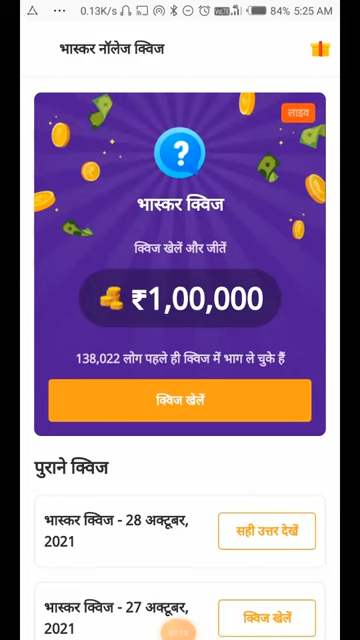 0.13K/s 84% 5:25 AM
भास्कर नॉलेज क्विज
लाइव
?
भास्कर क्विज
क्विज खेलें और जीतें
₹1,00,000
138,022 लोग पहले ही क्विज में भाग ले चुके हैं
क्विज खेलें
पुराने क्विज
भास्कर क्विज - 28 अक्टूबर,
2021
सही उत्तर देखें
भास्कर क्विज - 27 अक्टूबर,
2021
क्विज खेलें